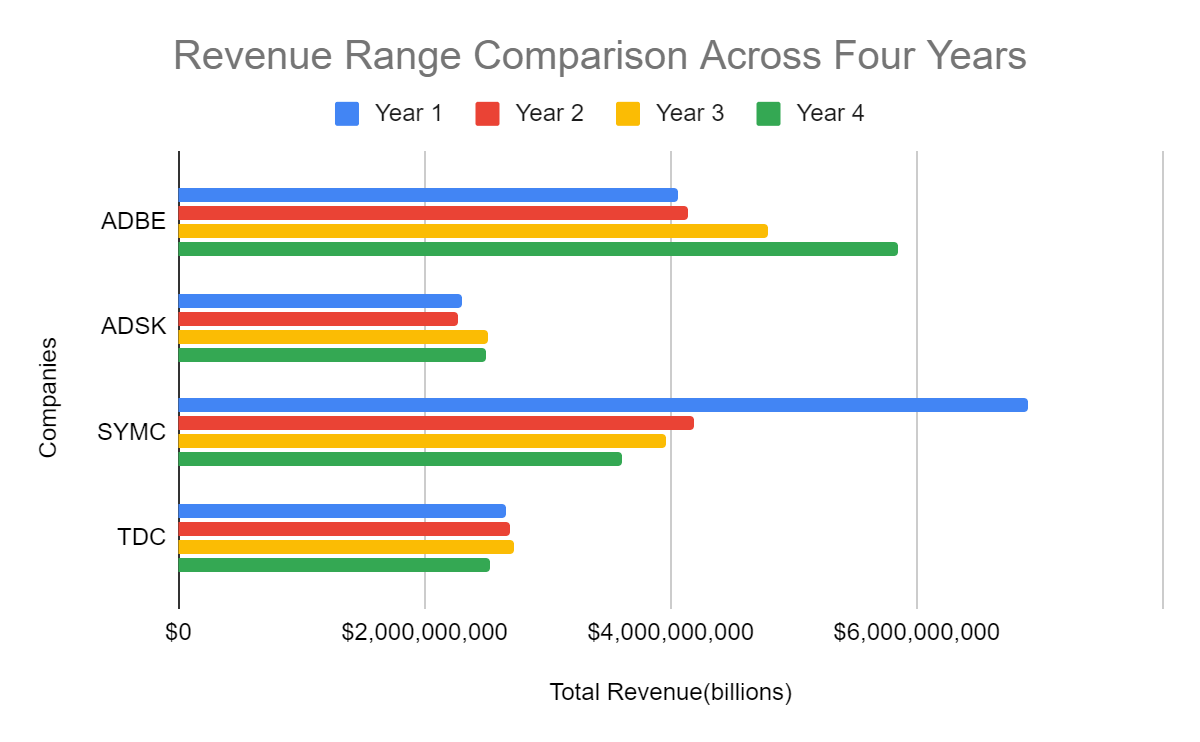 Revenue Range Comparison Across Four Years
Year 1 Year 2 Year 3 Year 4
ADBE
ADSK
SYMC
TDC
Companies
$0 $2,000,000,000 $4,000,000,000 $6,000,000,000
Total Revenue(billions)